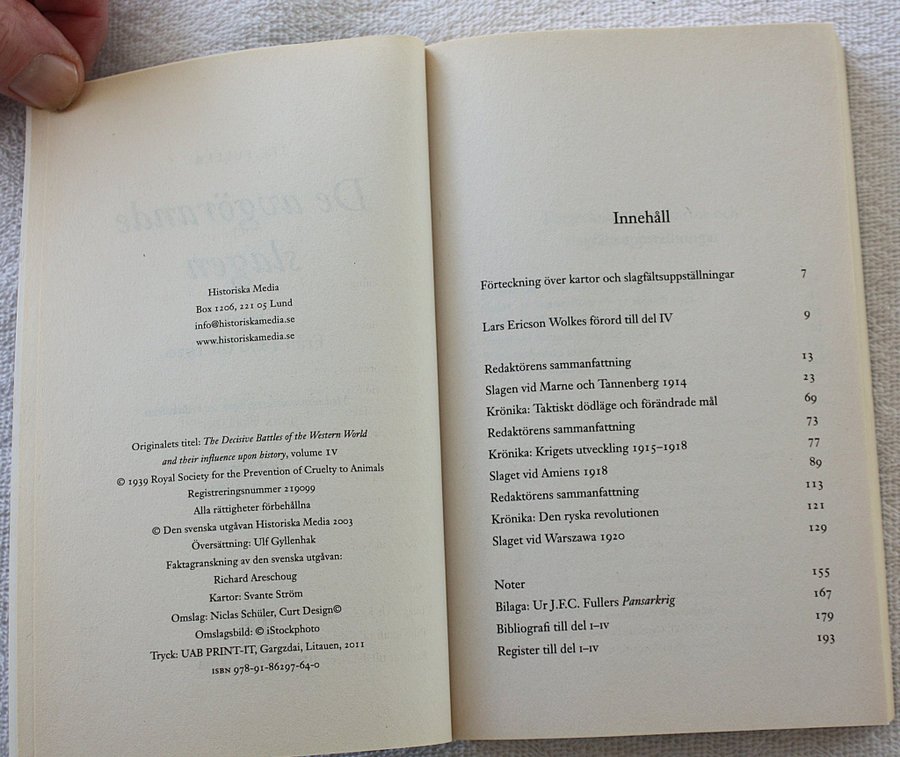 Historiska Media
Box 1206, 221 05 Lund
info@historiskamedia.se
www.historiskamedia.se
Originalets titel: The Decisive Battles of the Western World
and their influence upon history, volume IV
© 1939 Royal Society for the Prevention of Cruelty to Animals
Registreringsnummer 219099
Alla rättigheter förbehållna
© Den svenska utgåvan Historiska Media 2003
Översättning: Ulf Gyllenhak
Faktagranskning av den svenska utgåvan:
Richard Areschoug
Kartor: Svante Ström
Omslag: Niclas Schüler, Curt Design©
Omslagsbild: © iStockphoto
Tryck: UAB PRINT-IT, Gargzdai, Litauen, 2011
ISBN 978-91-86297-64-0
Innehåll
Förteckning över kartor och slagfältsuppställningar 7
Lars Ericson Wolkes förord till del IV 9
Redaktörens sammanfattning 13
Slagen vid Marne och Tannenberg 1914 23
Krönika: Taktiskt dödläge och förändrade mål 69
Redaktörens sammanfattning 73
Krönika: Krigets utveckling 1915–1918 77
Slaget vid Amiens 1918 89
Redaktörens sammanfattning 113
Krönika: Den ryska revolutionen 121
Slaget vid Warszawa 1920 129
Noter 155
Bilaga: Ur J.F.C. Fullers Pansarkrig 167
Bibliografi till del I–IV 179
Register till del I–IV 193